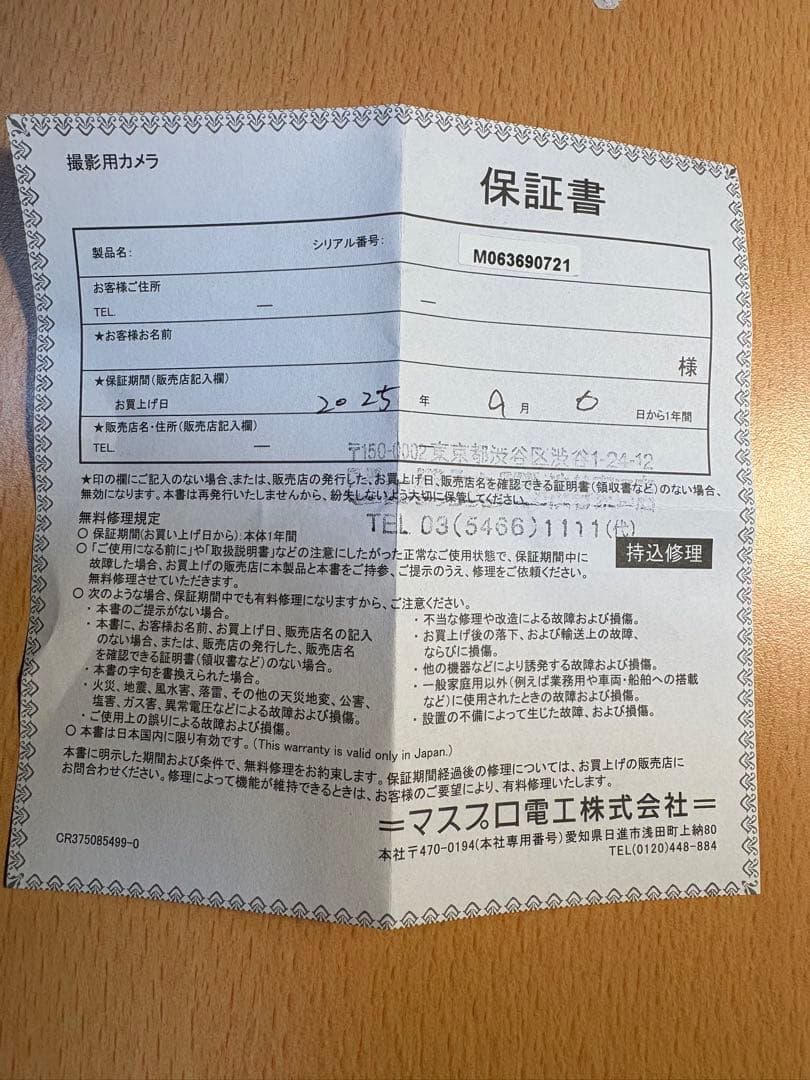 撮影用カメラ
保証書
製品名: シリアル番号: M063690721
お客様ご住所
TEL. ー ー
★お客様お名前
様
★保証期間(販売店記入欄)
お買上げ日 2025 年 9 月 6 日から1年間
★販売店名・住所(販売店記入欄)
TEL. ー
〒150-0002 東京都渋谷区渋谷1-24-12
★印の欄にご記入のない場合、または、販売店の発行した、お買上げ日、販売店名を確認できる証明書(領収書など)のない場合、
無効になります。本書は再発行いたしませんから、紛失しないよう大切に保管してください。
TEL 03(5466)1111(代)
無料修理規定
○ 保証期間(お買い上げ日から):本体1年間
○ 「ご使用になる前に」や「取扱説明書」などの注意にしたがった正常なご使用状態で、保証期間中に
故障した場合、お買上げの販売店に本製品と本書をご持参、ご提示のうえ、修理をご依頼ください。
無料修理させていただきます。
持込修理
○ 次のような場合、保証期間中でも有料修理になりますから、ご注意ください。
・本書のご提示がない場合。
・本書に、お客様お名前、お買上げ日、販売店名の記入
のない場合、または、販売店の発行した、販売店名
を確認できる証明書(領収書など)のない場合。
・本書の字句を書換えられた場合。
・火災、地震、風水害、落雷、その他の天災地変、公害、
塩害、ガス害、異常電圧などによる故障および損傷。
・ご使用上の誤りによる故障および損傷。
・不当な修理や改造による故障および損傷。
・お買上げ後の落下、および輸送上の故障、
ならびに損傷。
・他の機器などにより誘発する故障および損傷。
・一般家庭用以外(例えば業務用や車両・船舶への搭載
など)に使用されたときの故障および損傷。
・設置の不備によって生じた故障、および損傷。
○ 本書は日本国内に限り有効です。(This warranty is valid only in Japan.)
本書に明示した期間および条件で、無料修理をお約束します。保証期間経過後の修理については、お買上げの販売店に
お問合わせください。修理によって機能が維持できるときは、お客様のご要望により、有料修理いたします。
=マスプロ電工株式会社=
本社〒470-0194(本社専用番号)愛知県日進市浅田町上納80
TEL(0120)448-884
CR375085499-0